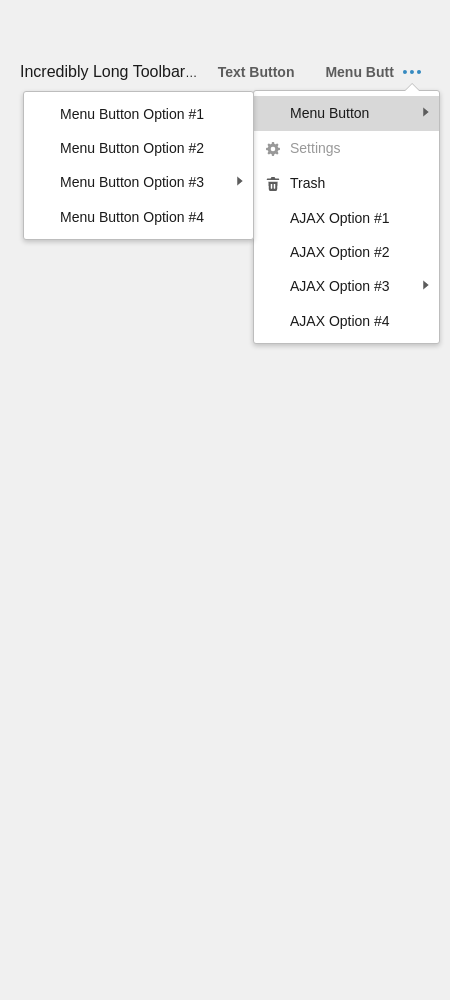 Incredibly Long Toolbar... Text Button Menu Butt
Menu Button Option #1
Menu Button Option #2
Menu Button Option #3
Menu Button Option #4
Menu Button
Settings
Trash
AJAX Option #1
AJAX Option #2
AJAX Option #3
AJAX Option #4